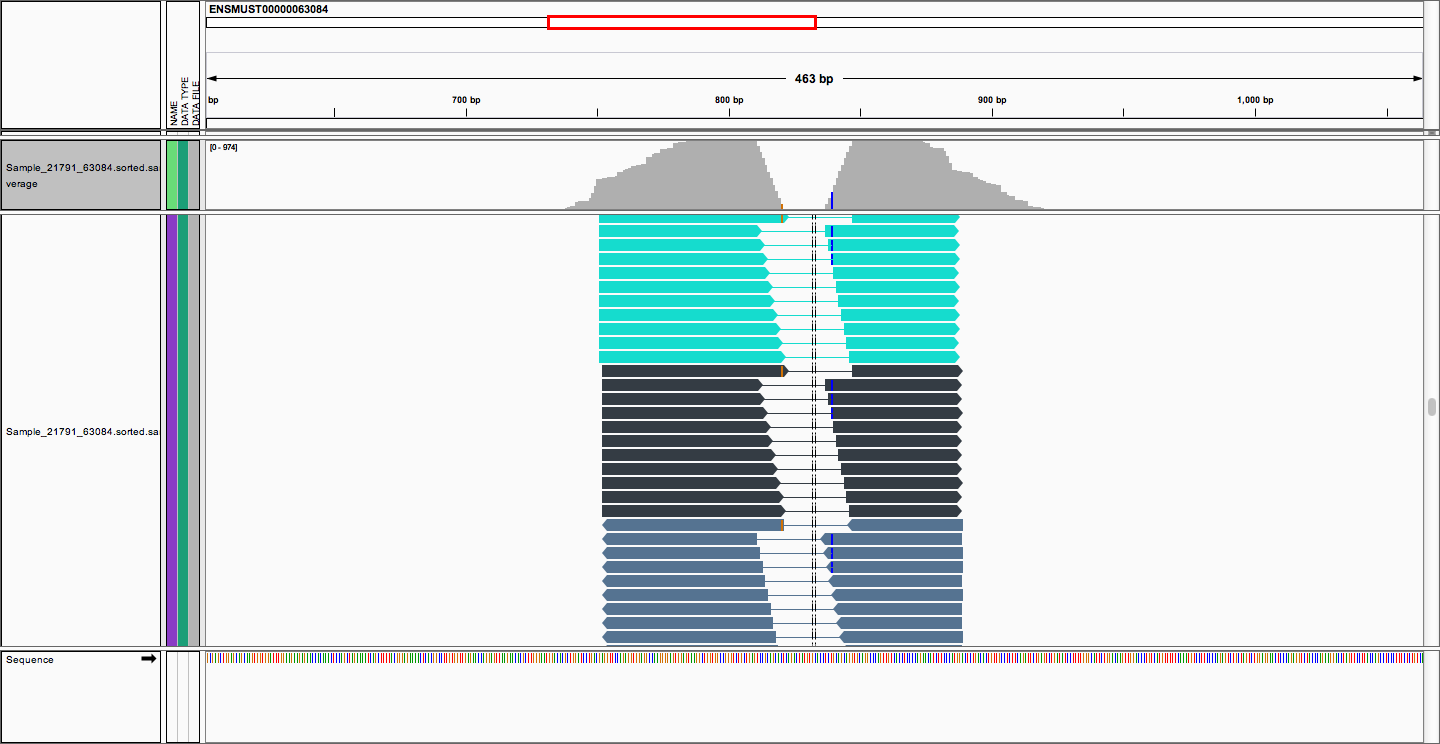 ENSMUST00000063084
463 bp
bp
700 bp
800 bp
900 bp
1,000 bp
NAME
DATA TYPE
DATA FILE
[0 - 974]
Sample_21791_63084.sorted.sa
verage
Sample_21791_63084.sorted.sa
Sequence